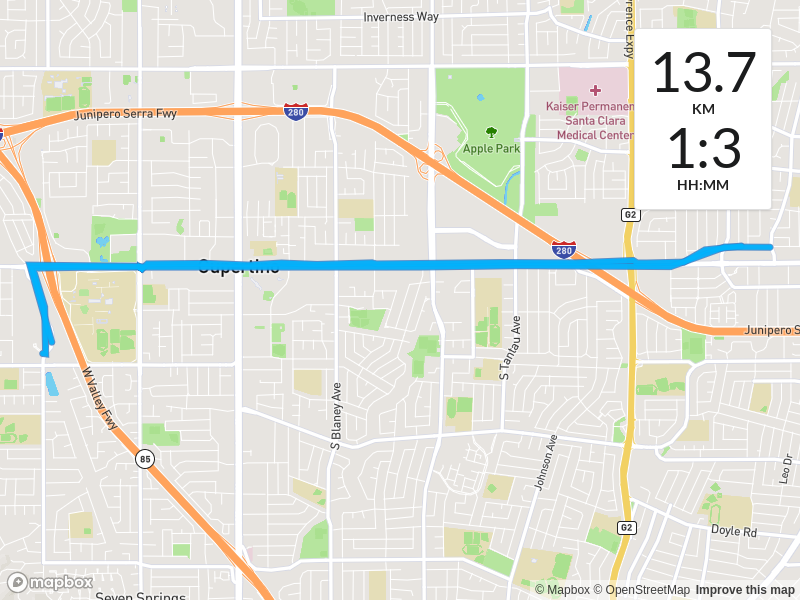 Inverness Way
rence Expy
13.7
KM
1:3
HH:MM
Junipero Serra Fwy
280
Kaiser Permanen
Santa Clara
Medical Center
Apple Park
G2
280
Cupertino
Junipero S
S Tantau Ave
W Valley Fwy
S Blaney Ave
85
Johnson Ave
Leo Dr
G2
Doyle Rd
Seven Springs
mapbox
© Mapbox © OpenStreetMap Improve this map